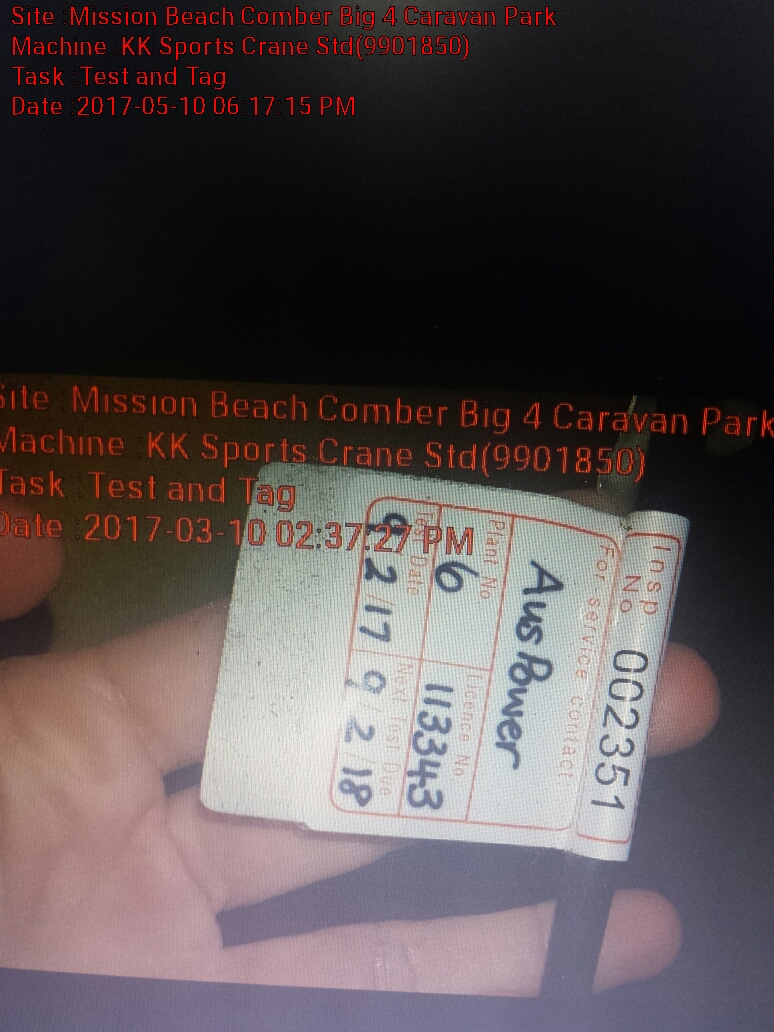 Site :Mission Beach Comber Big 4 Caravan Park
Machine :KK Sports Crane Std(9901850)
Task :Test and Tag
Date :2017-05-10 06:17:15 PM
Site :Mission Beach Comber Big 4 Caravan Park
Machine :KK Sports Crane Std(9901850)
Task :Test and Tag
Date :2017-03-10 02:37:27 PM
Insp No 002351
For service contact:
AusPower
Plant No. Licence No
6 113343
Test Date Next Test Due
9 2/17 9 2/18